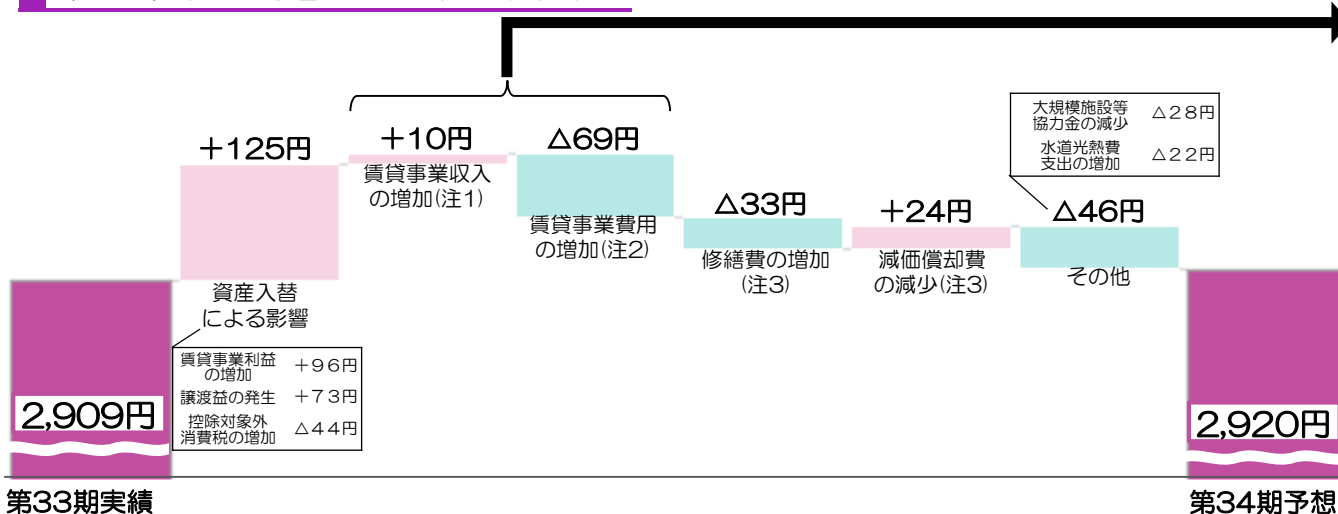 +125円
資産入替
による影響
賃貸事業利益
の増加
+96円
譲渡益の発生
+73円
控除対象外
消費税の増加
△44円
+10円
賃貸事業収入
の増加(注1)
△69円
賃貸事業費用
の増加(注2)
△33円
修繕費の増加
(注3)
+24円
減価償却費
の減少(注3)
大規模施設等
協力金の減少
△28円
水道光熱費
支出の増加
△22円
△46円
その他
2,909円
2,920円
第33期実績
第34期予想